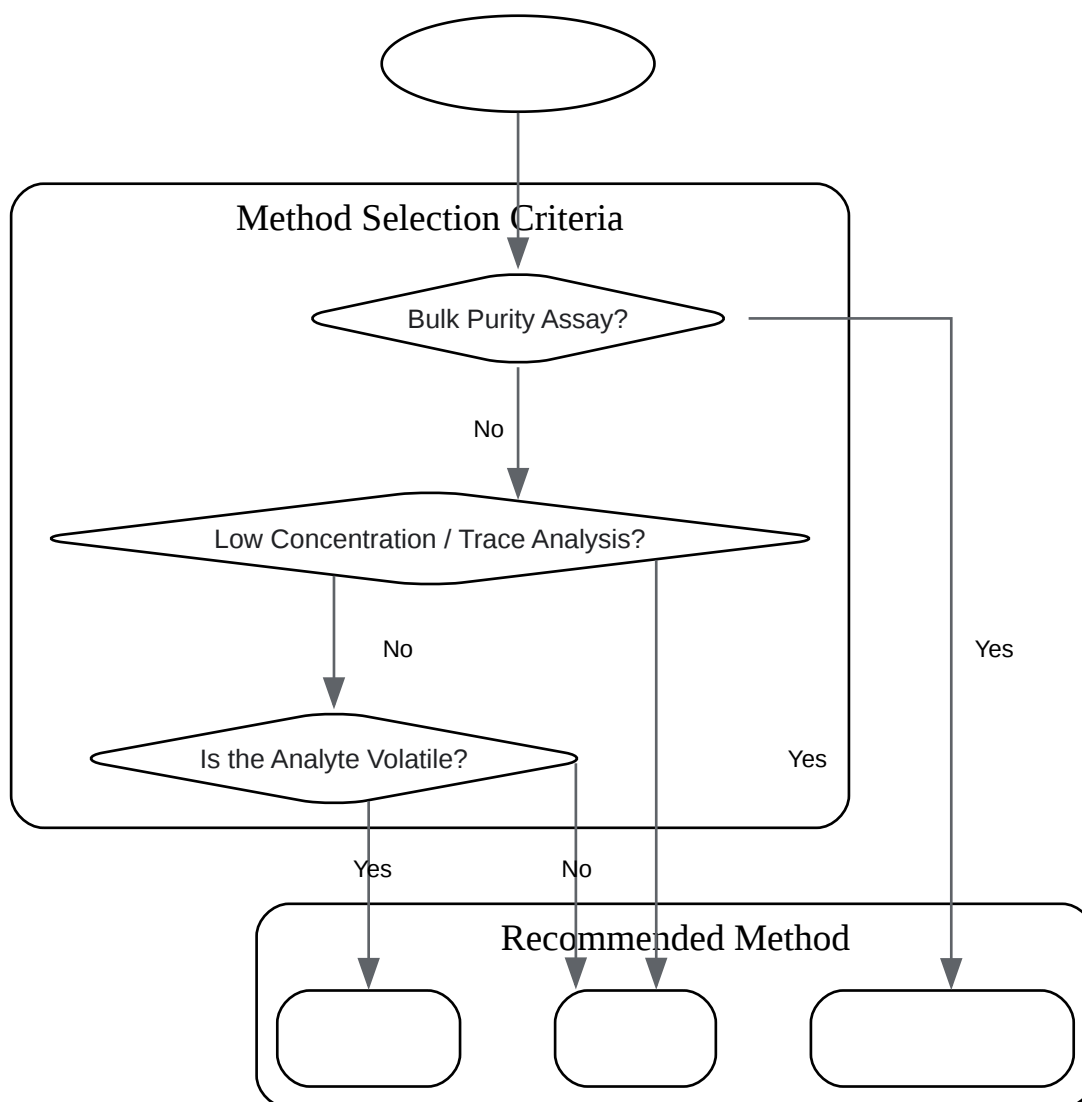 Method Selection Criteria
Bulk Purity Assay?
No
Low Concentration / Trace Analysis?
No
Yes
Is the Analyte Volatile?
Yes
Yes
No
Recommended Method